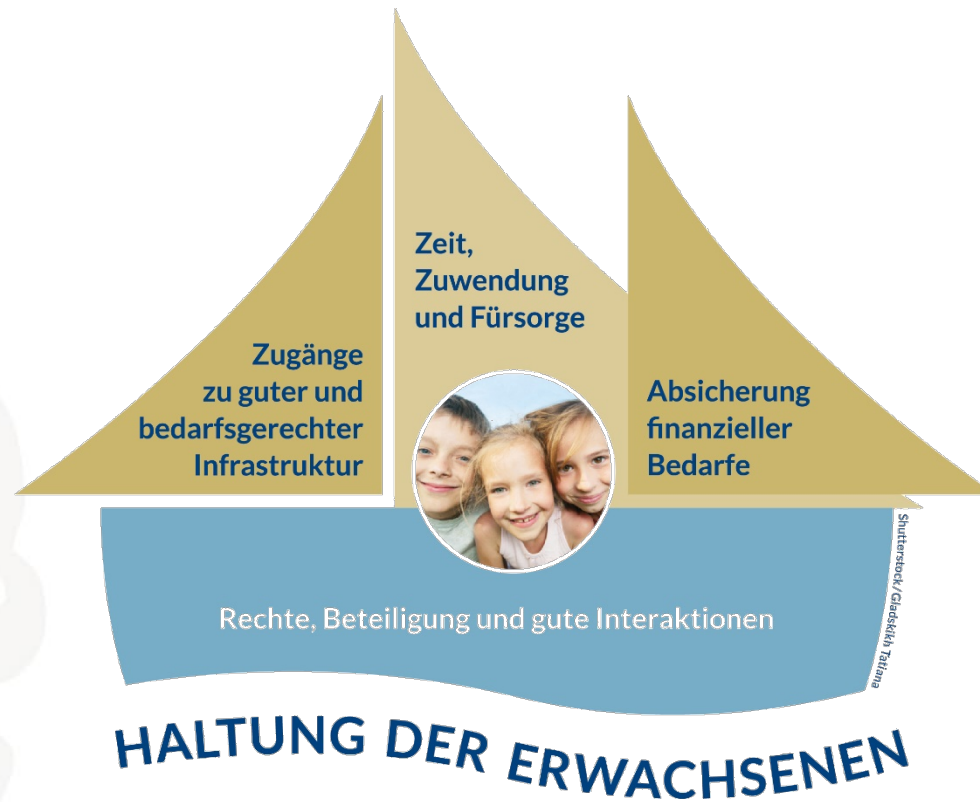 Zeit,
Zuwendung
und Fürsorge
Zugänge
zu guter und
bedarfsgerechter
Infrastruktur
Absicherung
finanzieller
Bedarfe
Shutterstock/Gladskikh Tatiana
Rechte, Beteiligung und gute Interaktionen
HALTUNG DER ERWACHSENEN